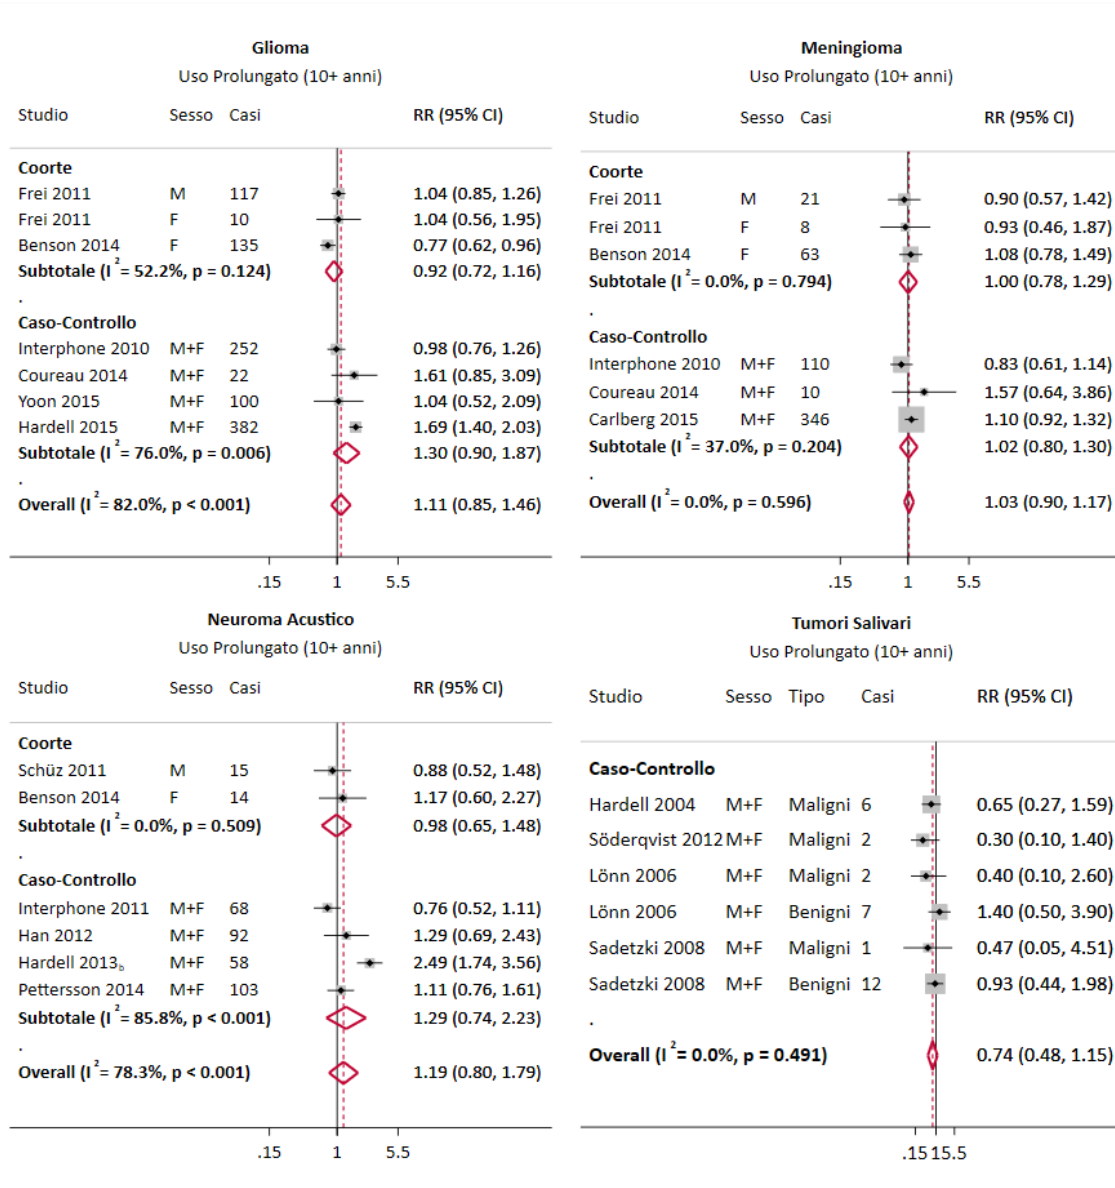 Glioma
Uso Prolungato (10+ anni)
Studio Sesso Casi RR (95% CI)
Coorte
Frei 2011 M 117 1.04 (0.85, 1.26)
Frei 2011 F 10 1.04 (0.56, 1.95)
Benson 2014 F 135 0.77 (0.62, 0.96)
Subtotale (I² = 52.2%, p = 0.124) 0.92 (0.72, 1.16)
.
Caso-Controllo
Interphone 2010 M+F 252 0.98 (0.76, 1.26)
Coureau 2014 M+F 22 1.61 (0.85, 3.09)
Yoon 2015 M+F 100 1.04 (0.52, 2.09)
Hardell 2015 M+F 382 1.69 (1.40, 2.03)
Subtotale (I² = 76.0%, p = 0.006) 1.30 (0.90, 1.87)
.
Overall (I² = 82.0%, p < 0.001) 1.11 (0.85, 1.46)
.15 1 5.5
Meningioma
Uso Prolungato (10+ anni)
Studio Sesso Casi RR (95% CI)
Coorte
Frei 2011 M 21 0.90 (0.57, 1.42)
Frei 2011 F 8 0.93 (0.46, 1.87)
Benson 2014 F 63 1.08 (0.78, 1.49)
Subtotale (I² = 0.0%, p = 0.794) 1.00 (0.78, 1.29)
.
Caso-Controllo
Interphone 2010 M+F 110 0.83 (0.61, 1.14)
Coureau 2014 M+F 10 1.57 (0.64, 3.86)
Carlberg 2015 M+F 346 1.10 (0.92, 1.32)
Subtotale (I² = 37.0%, p = 0.204) 1.02 (0.80, 1.30)
.
Overall (I² = 0.0%, p = 0.596) 1.03 (0.90, 1.17)
.15 1 5.5
Neuroma Acustico
Uso Prolungato (10+ anni)
Studio Sesso Casi RR (95% CI)
Coorte
Schüz 2011 M 15 0.88 (0.52, 1.48)
Benson 2014 F 14 1.17 (0.60, 2.27)
Subtotale (I² = 0.0%, p = 0.509) 0.98 (0.65, 1.48)
.
Caso-Controllo
Interphone 2011 M+F 68 0.76 (0.52, 1.11)
Han 2012 M+F 92 1.29 (0.69, 2.43)
Hardell 2013b M+F 58 2.49 (1.74, 3.56)
Pettersson 2014 M+F 103 1.11 (0.76, 1.61)
Subtotale (I² = 85.8%, p < 0.001) 1.29 (0.74, 2.23)
.
Overall (I² = 78.3%, p < 0.001) 1.19 (0.80, 1.79)
.15 1 5.5
Tumori Salivari
Uso Prolungato (10+ anni)
Studio Sesso Tipo Casi RR (95% CI)
Caso-Controllo
Hardell 2004 M+F Maligni 6 0.65 (0.27, 1.59)
Söderqvist 2012 M+F Maligni 2 0.30 (0.10, 1.40)
Lönn 2006 M+F Maligni 2 0.40 (0.10, 2.60)
Lönn 2006 M+F Benigni 7 1.40 (0.50, 3.90)
Sadetzki 2008 M+F Maligni 1 0.47 (0.05, 4.51)
Sadetzki 2008 M+F Benigni 12 0.93 (0.44, 1.98)
.
Overall (I² = 0.0%, p = 0.491) 0.74 (0.48, 1.15)
.15 1 5.5